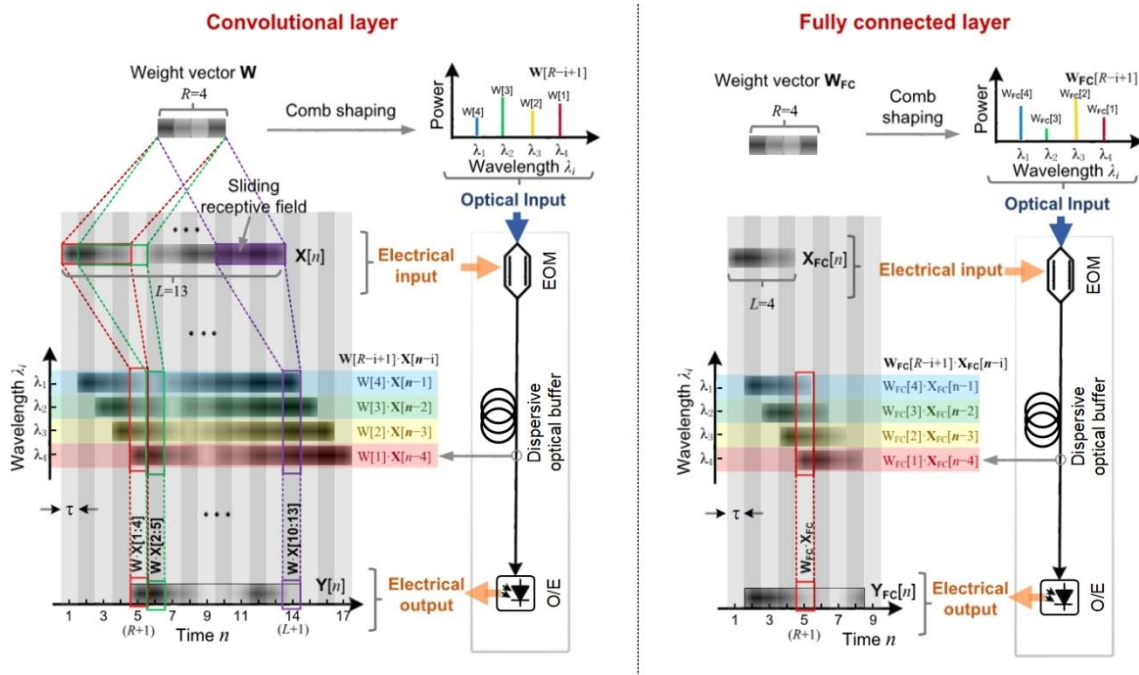 Convolutional layer
Weight vector W
R=4
Comb shaping
Power
W[R−i+1]
W[4]
W[3]
W[2]
W[1]
λ1 λ2 λ3 λ4
Wavelength λi
Optical Input
Sliding
receptive field
• • •
X[n]
L=13
Electrical
input
EOM
• • •
W[R−i+1]·X[n−i]
Wavelength λi
λ1
λ2
λ3
λ4
W[4]·X[n−1]
W[3]·X[n−2]
W[2]·X[n−3]
W[1]·X[n−4]
Dispersive
optical buffer
τ
W·X[1:4]
W·X[2:5]
• • •
W·X[10:13]
Y[n]
Electrical
output
O/E
1 3 5 7 9 11 14 17
(R+1) Time n (L+1)
Fully connected layer
Weight vector WFC
R=4
Comb
shaping
Power
WFC[R−i+1]
WFC[4]
WFC[3]
WFC[2]
WFC[1]
λ1 λ2 λ3 λ4
Wavelength λi
Optical Input
XFC[n]
L=4
Electrical input
EOM
WFC[R−i+1]·XFC[n−i]
Wavelength λi
λ1
λ2
λ3
λ4
WFC[4]·XFC[n−1]
WFC[3]·XFC[n−2]
WFC[2]·XFC[n−3]
WFC[1]·XFC[n−4]
Dispersive
optical buffer
τ
WFC·XFC
YFC[n]
Electrical
output
O/E
1 3 5 7 9
(R+1)
Time n